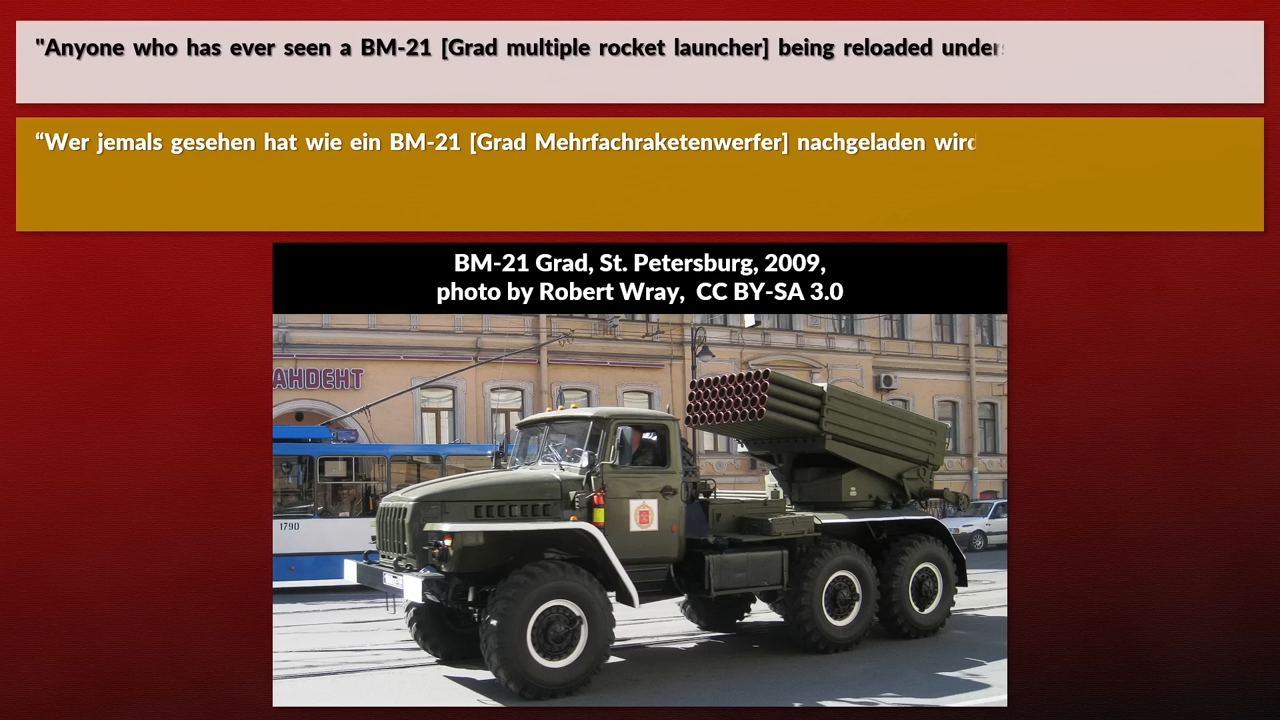 "Anyone who has ever seen a BM-21 [Grad multiple rocket launcher] being reloaded
“Wer jemals gesehen hat wie ein BM-21 [Grad Mehrfachraketenwerfer] nachgeladen wird
BM-21 Grad, St. Petersburg, 2009,
photo by Robert Wray, CC BY-SA 3.0
АНДЕНТ
1790